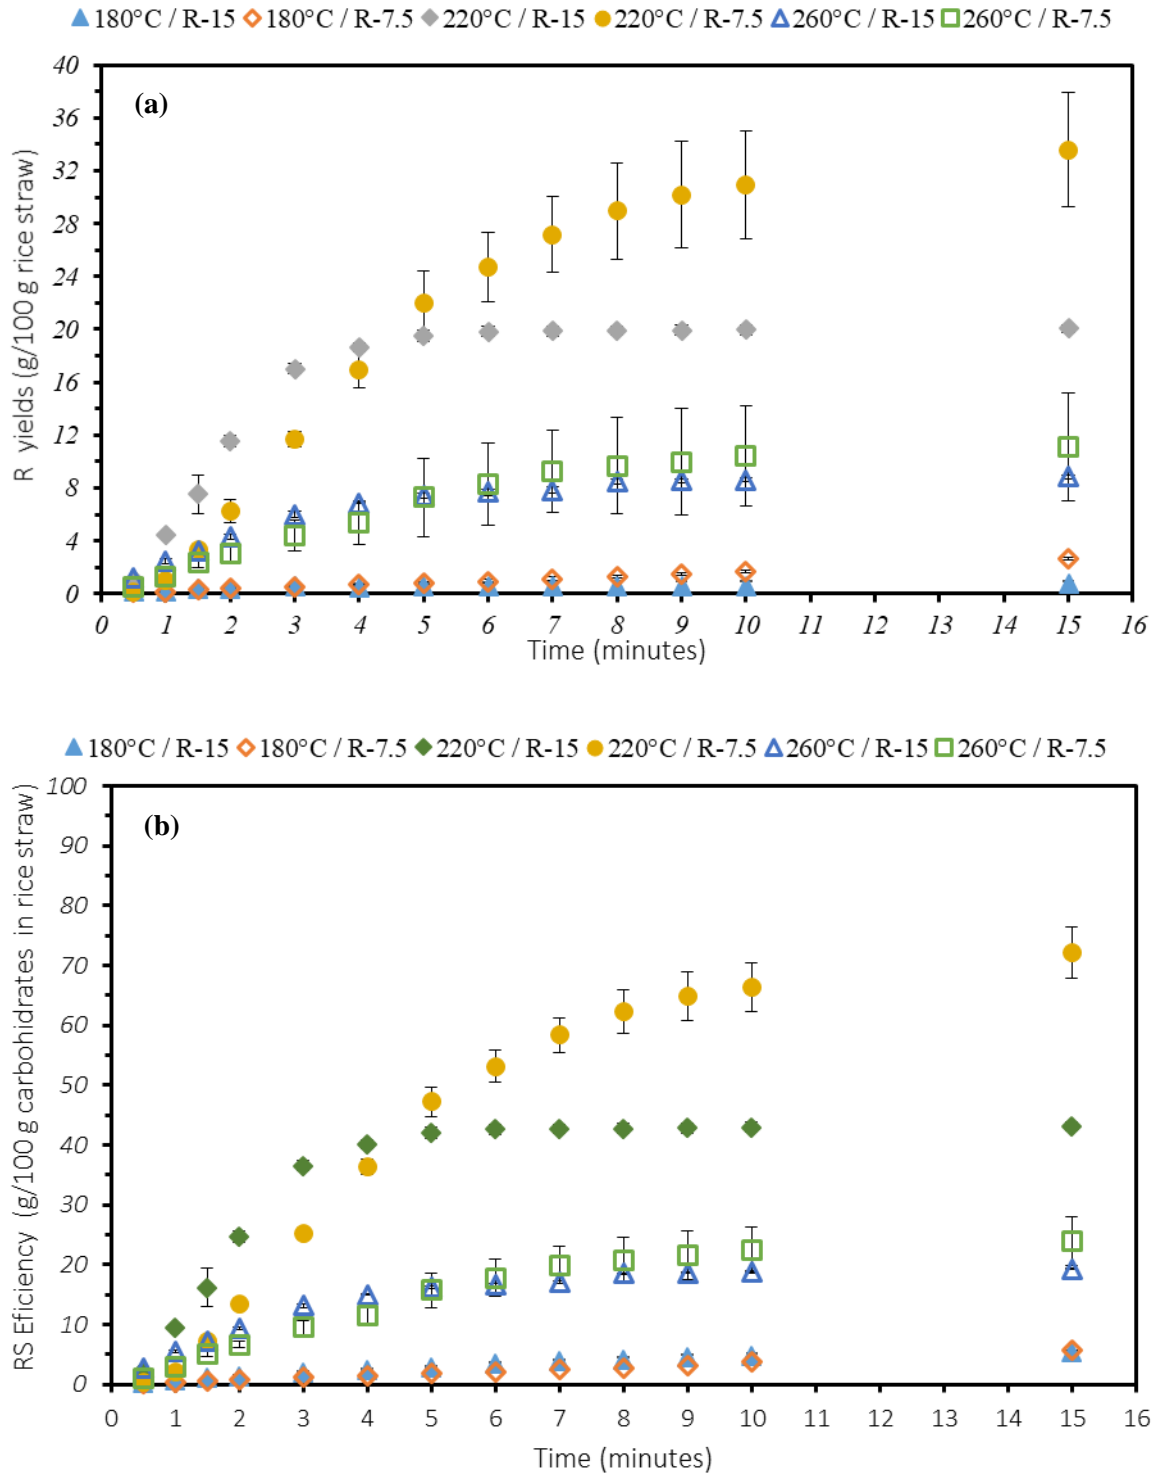 180°C / R-15 180°C / R-7.5 220°C / R-15 220°C / R-7.5 260°C / R-15 260°C / R-7.5
(a)
R yields (g/100 g rice straw)
40
36
32
28
24
20
16
12
8
4
0
0 1 2 3 4 5 6 7 8 9 10 11 12 13 14 15 16
Time (minutes)
180°C / R-15 180°C / R-7.5 220°C / R-15 220°C / R-7.5 260°C / R-15 260°C / R-7.5
(b)
RS Eficiency (g/100 g carbohidrates in rice straw)
100
90
80
70
60
50
40
30
20
10
0
0 1 2 3 4 5 6 7 8 9 10 11 12 13 14 15 16
Time (minutes)